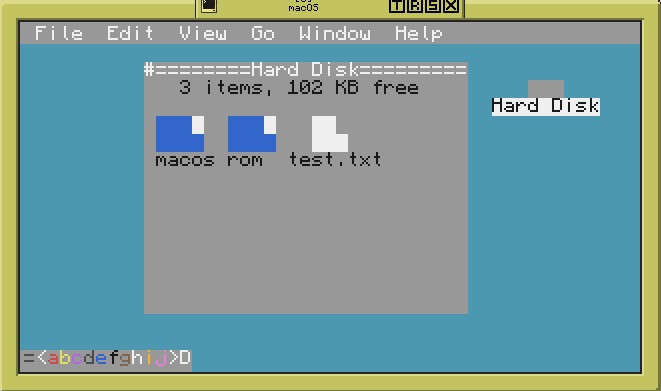 macOS
T R S X
File Edit View Go Window Help
#========Hard Disk=========
3 items, 102 KB free
Hard Disk
macos rom test.txt
=<abcdefghij>D